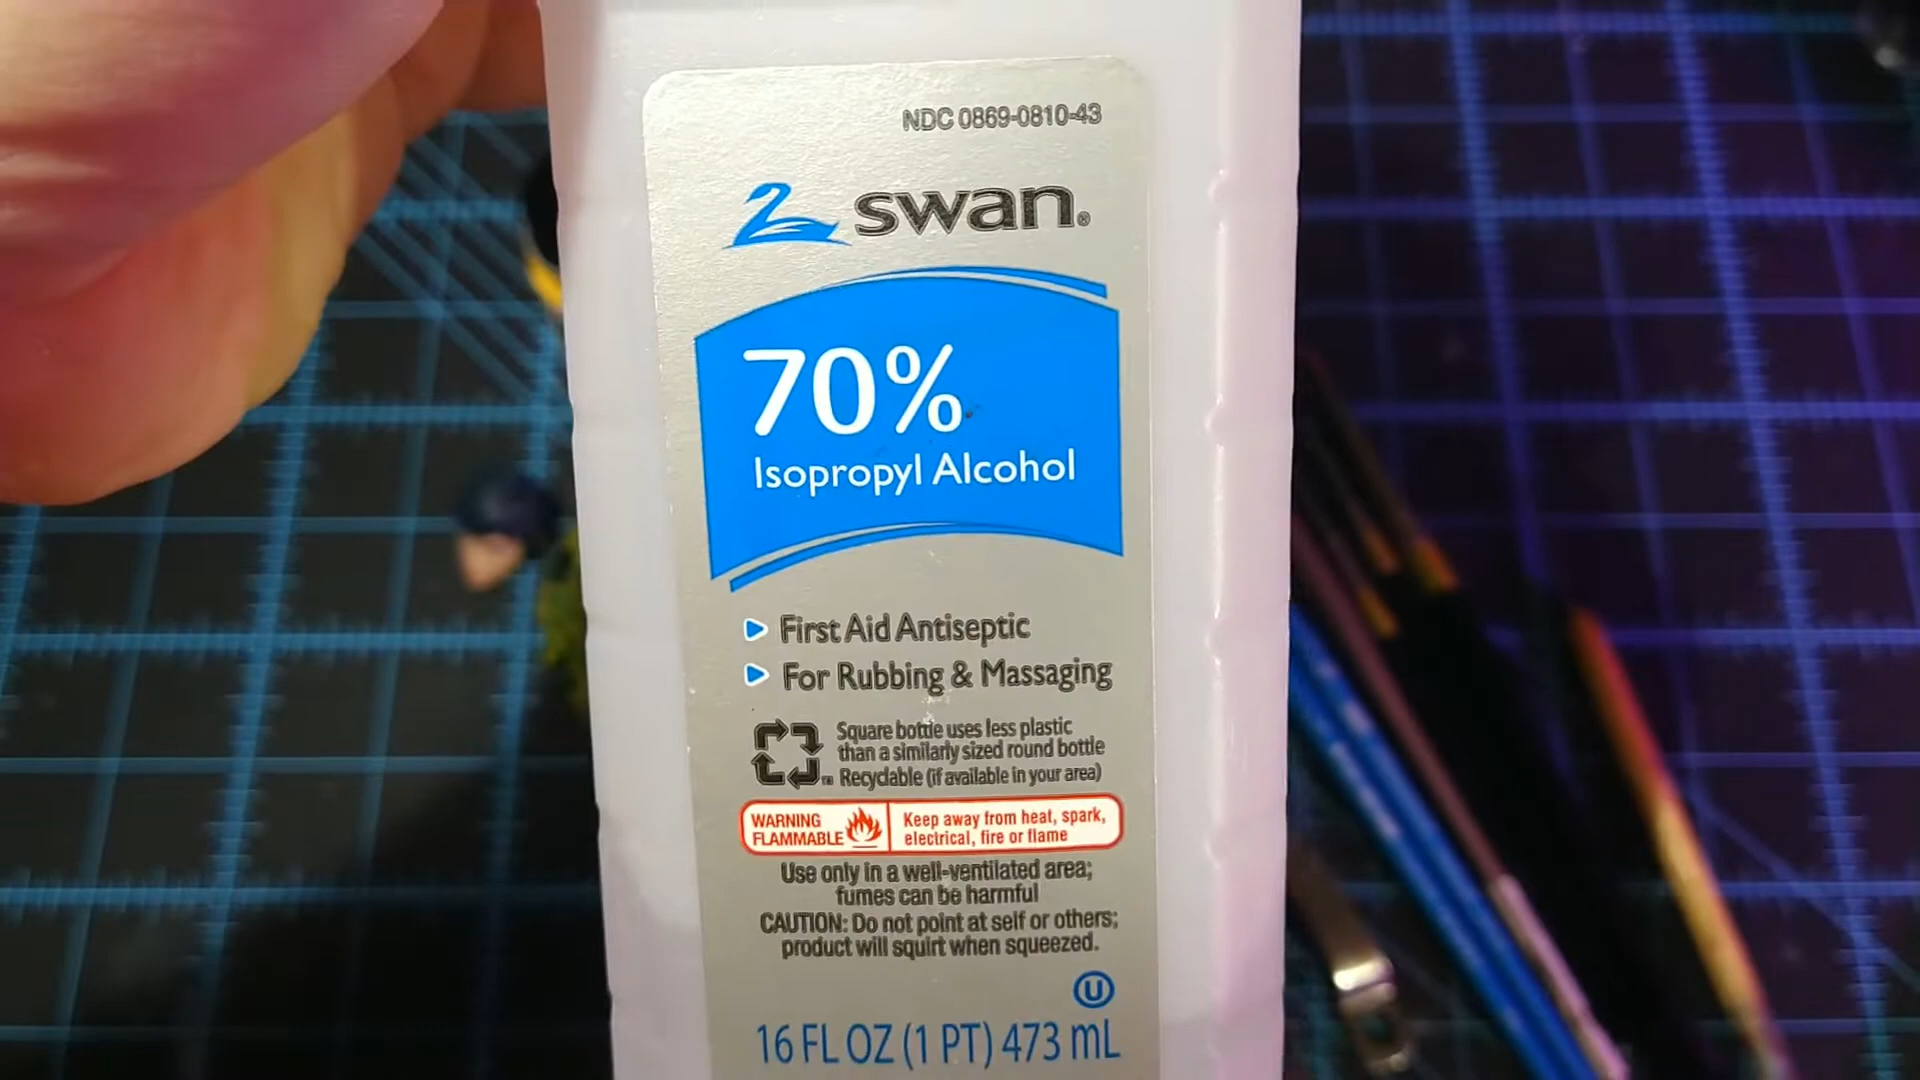 NDC 0869-0810-43
swan®
70%
Isopropyl Alcohol
First Aid Antiseptic
For Rubbing & Massaging
Square bottle uses less plastic
than a similarly sized round bottle
Recyclable (if available in your area)
WARNING
FLAMMABLE
Keep away from heat, spark,
electrical, fire or flame
Use only in a well-ventilated area;
fumes can be harmful
CAUTION: Do not point at self or others;
product will squirt when squeezed.
U
16 FL OZ (1 PT) 473 mL